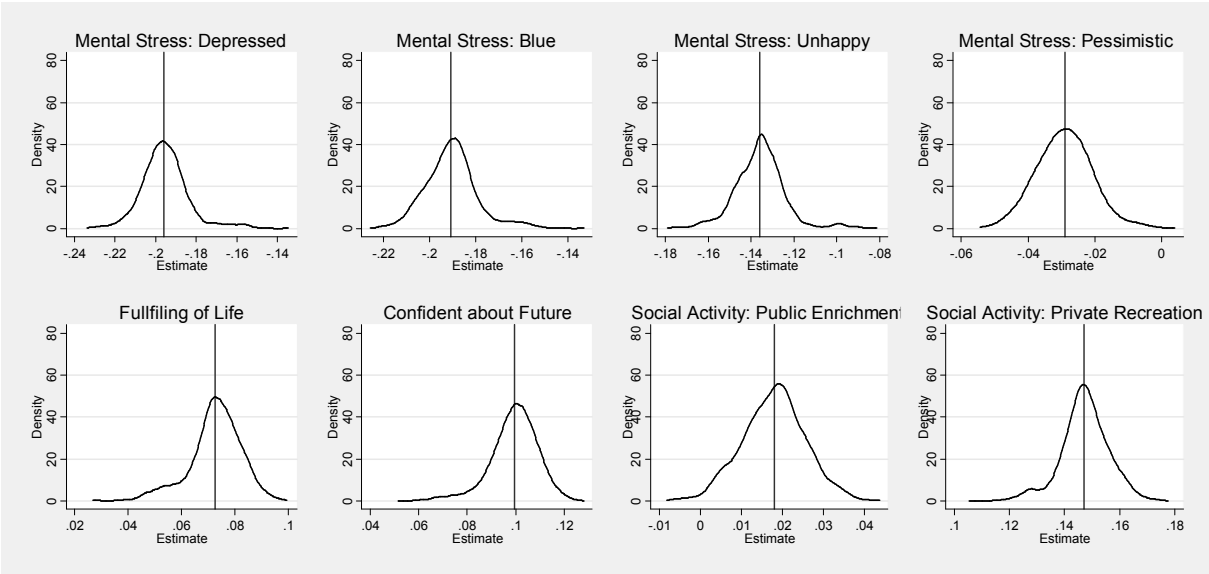 Mental Stress: Depressed
80
60
40
20
0
Density
-.24 -.22 -.2 -.18 -.16 -.14
Estimate
Mental Stress: Blue
80
60
40
20
0
Density
-.22 -.2 -.18 -.16 -.14
Estimate
Mental Stress: Unhappy
80
60
40
20
0
Density
-.18 -.16 -.14 -.12 -.1 -.08
Estimate
Mental Stress: Pessimistic
80
60
40
20
0
Density
-.06 -.04 -.02 0
Estimate
Fullfiling of Life
80
60
40
20
0
Density
.02 .04 .06 .08 .1
Estimate
Confident about Future
80
60
40
20
0
Density
.04 .06 .08 .1 .12
Estimate
Social Activity: Public Enrichment
80
60
40
20
0
Density
-.01 0 .01 .02 .03 .04
Estimate
Social Activity: Private Recreation
80
60
40
20
0
Density
.1 .12 .14 .16 .18
Estimate